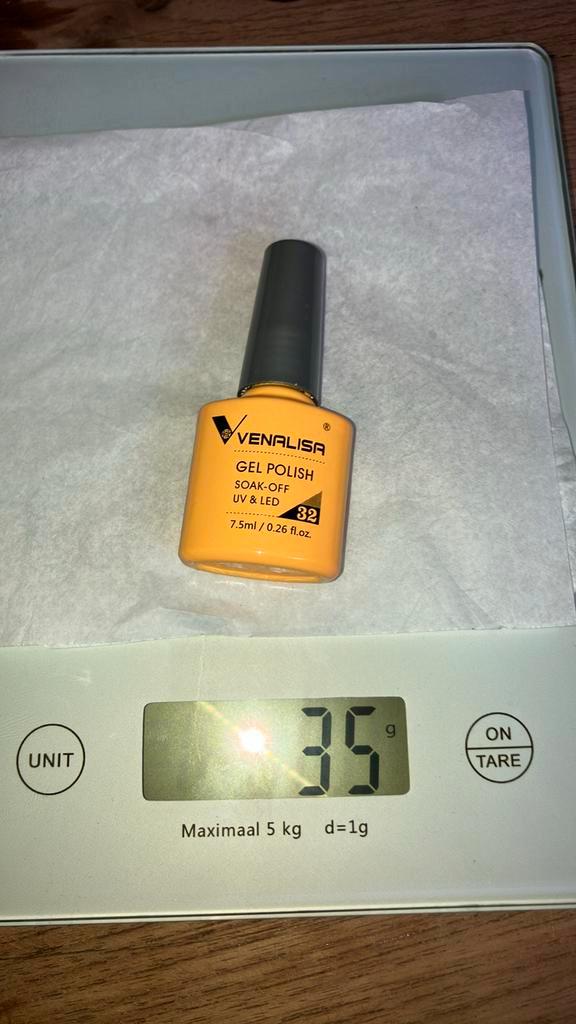 VENALISA ®
GEL POLISH
SOAK-OFF
UV & LED
32
7.5ml / 0.26 fl.oz.
35 g
UNIT
ON
TARE
Maximaal 5 kg d=1g